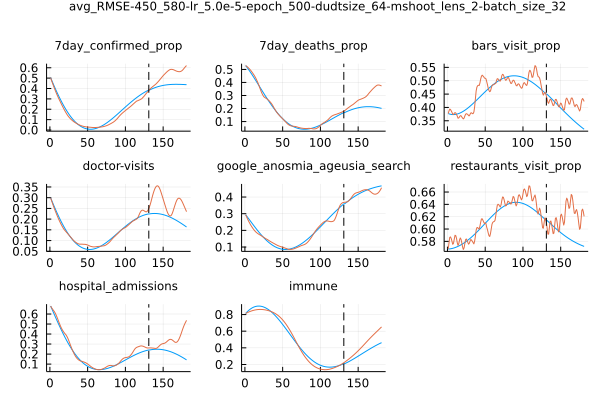 avg_RMSE-450_580-lr_5.0e-5-epoch_500-dudtsize_64-mshoot_lens_2-batch_size_32
7day_confirmed_prop
0.6
0.5
0.4
0.3
0.2
0.1
0.0
0 50 100 150
7day_deaths_prop
0.5
0.4
0.3
0.2
0.1
0 50 100 150
bars_visit_prop
0.55
0.50
0.45
0.40
0.35
0 50 100 150
doctor-visits
0.35
0.30
0.25
0.20
0.15
0.10
0.05
0 50 100 150
google_anosmia_ageusia_search
0.4
0.3
0.2
0.1
0 50 100 150
restaurants_visit_prop
0.66
0.64
0.62
0.60
0.58
0 50 100 150
hospital_admissions
0.6
0.5
0.4
0.3
0.2
0.1
0 50 100 150
immune
0.8
0.6
0.4
0.2
0 50 100 150